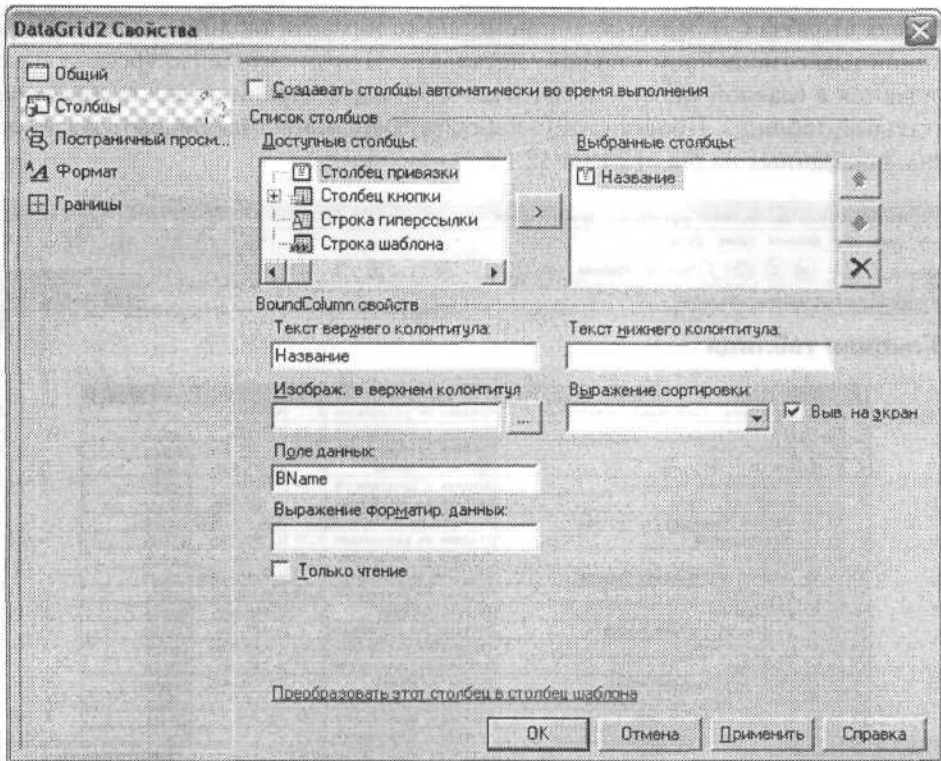 DataGrid2 Свойства
Общий
Столбцы
Постраничный просм...
Формат
Границы
Создавать столбцы автоматически во время выполнения
Список столбцов
Доступные столбцы:
Столбец привязки
Столбец кнопки
Строка гиперссылки
Строка шаблона
>
Выбранные столбцы:
Название
BoundColumn свойств
Текст верхнего колонтитула:
Название
Текст нижнего колонтитула:
Изображ. в верхнем колонтитул
...
Выражение сортировки:
Выв. на экран
Поле данных:
BName
Выражение форматир. данных:
Только чтение
Преобразовать этот столбец в столбец шаблона
OK
Отмена
Применить
Справка